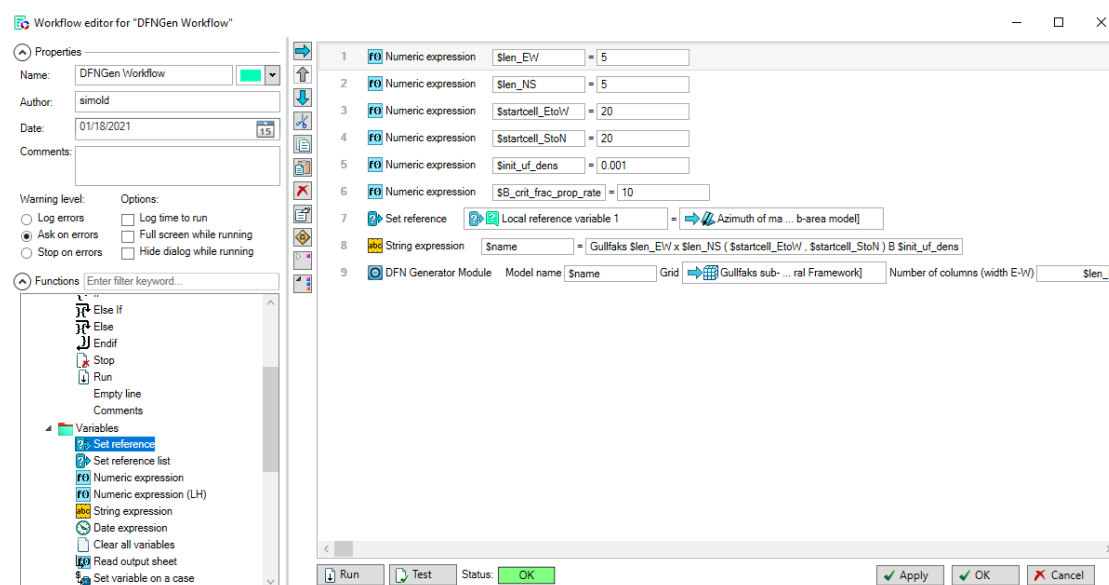 Workflow editor for "DFNGen Workflow"
Properties
Name: DFNGen Workflow
Author: simold
Date: 01/18/2021 15
Comments:
Warning level: Options:
Log errors Log time to run
Ask on errors Full screen while running
Stop on errors Hide dialog while running
Functions Enter filter keyword...
Else If
Else
Endif
Stop
Run
Empty line
Comments
Variables
Set reference
Set reference list
Numeric expression
Numeric expression (LH)
String expression
Date expression
Clear all variables
Read output sheet
Set variable on a case
1 f() Numeric expression $len_EW = 5
2 f() Numeric expression $len_NS = 5
3 f() Numeric expression $startcell_EtoW = 20
4 f() Numeric expression $startcell_StoN = 20
5 f() Numeric expression $init_uf_dens = 0.001
6 f() Numeric expression $B_crit_frac_prop_rate = 10
7 Set reference Local reference variable 1 = Azimuth of ma ... b-area model]
8 abc String expression $name = Gullfaks $len_EW x $len_NS ( $startcell_EtoW . $startcell_StoN ) B $init_uf_dens
9 DFN Generator Module Model name $name Grid Gullfaks sub- ... ral Framework] Number of columns (width E-W) $len_
Run Test Status: OK Apply OK Cancel